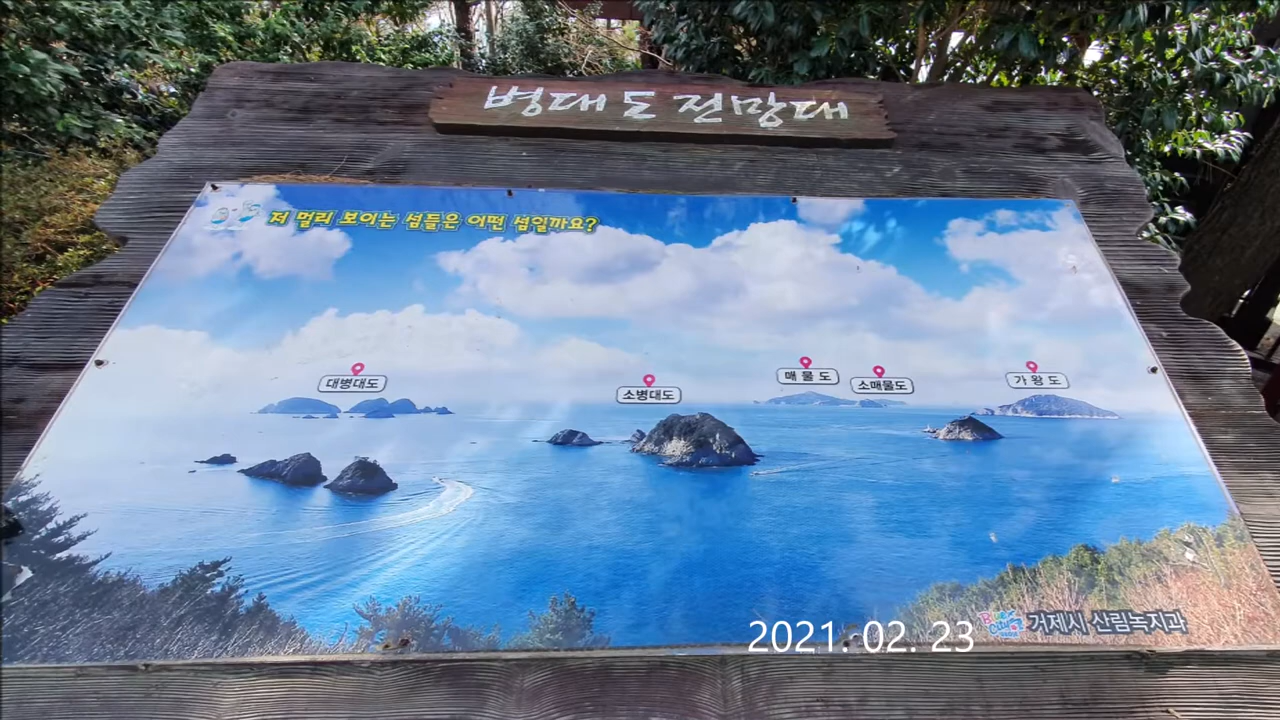 병대도전망대
저 멀리 보이는 섬들은 어떤 섬일까요?
대병대도
소병대도
매물도
소매물도
가왕도
거제시 산림녹지과
2021. 02. 23